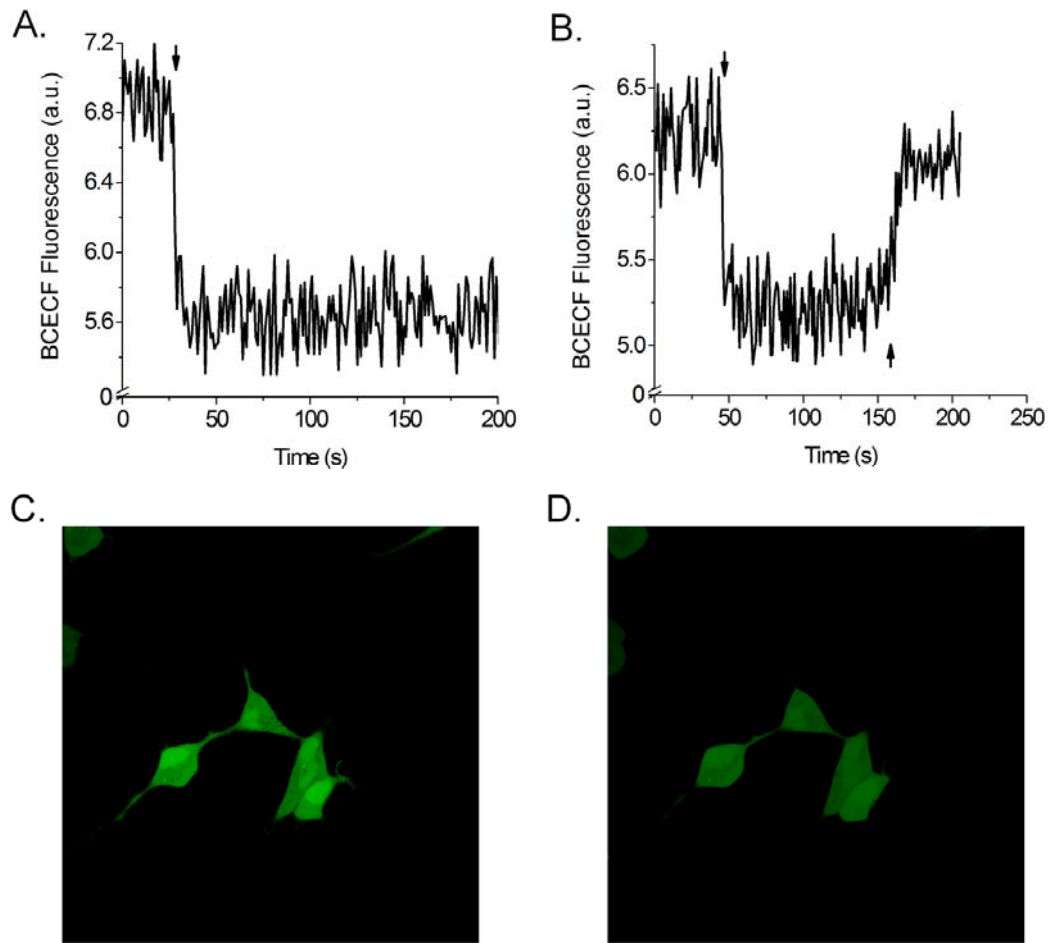 A.
BCECF Fluorescence (a.u.)
7.2
6.8
6.4
6.0
5.6
0
0 50 100 150 200
Time (s)
B.
BCECF Fluorescence (a.u.)
6.5
6.0
5.5
5.0
0
0 50 100 150 200 250
Time (s)
C.
D.